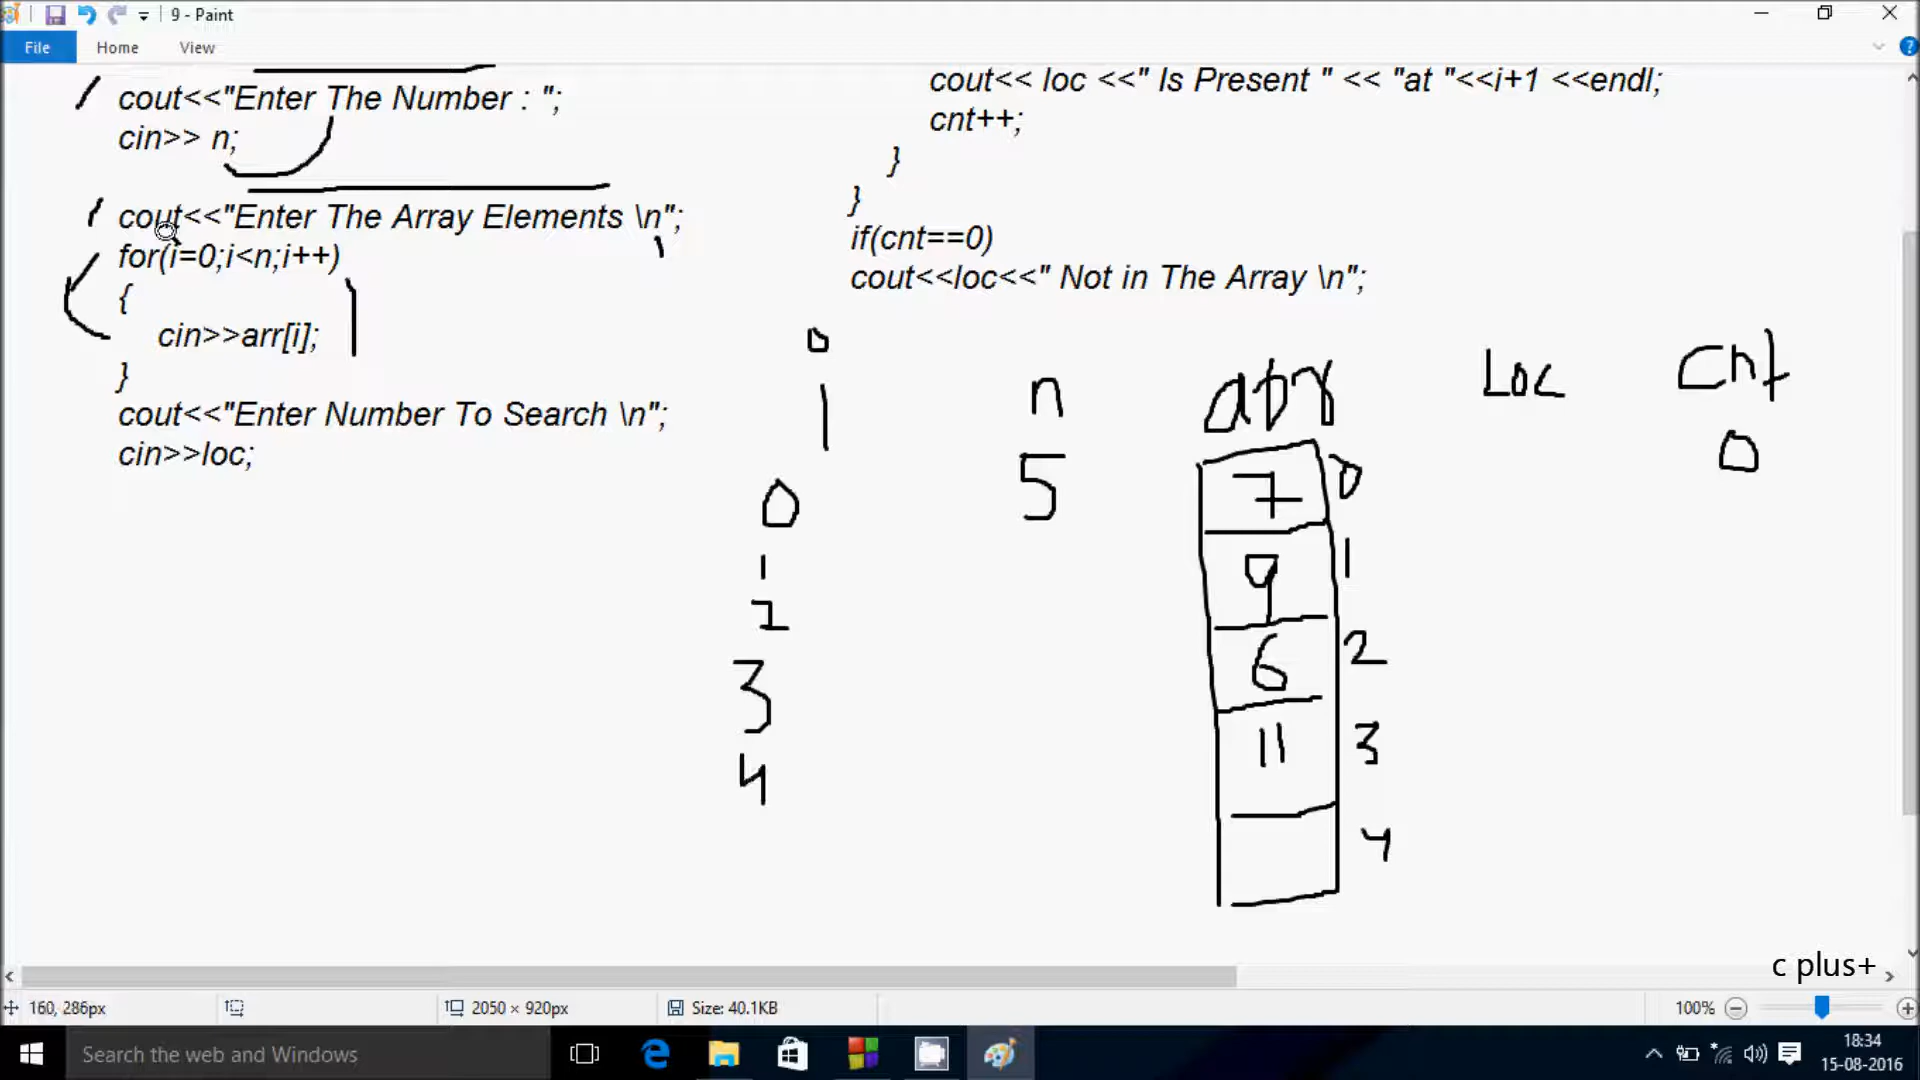 9 - Paint
File Home View
cout<<"Enter The Number : ";
cin>> n;
cout<<"Enter The Array Elements \n";
for(i=0;i<n;i++)
{
cin>>arr[i];
}
cout<<"Enter Number To Search \n";
cin>>loc;
cout<< loc <<" Is Present " << "at "<<i+1 <<endl;
cnt++;
}
}
if(cnt==0)
cout<<loc<<" Not in The Array \n";
i
0
1
2
3
4
n
5
arr
7 0
9 1
6 2
11 3
4
Loc
Cnt
0
c plus+
160, 286px
2050 × 920px
Size: 40.1KB
100%
Search the web and Windows
18:34
15-08-2016